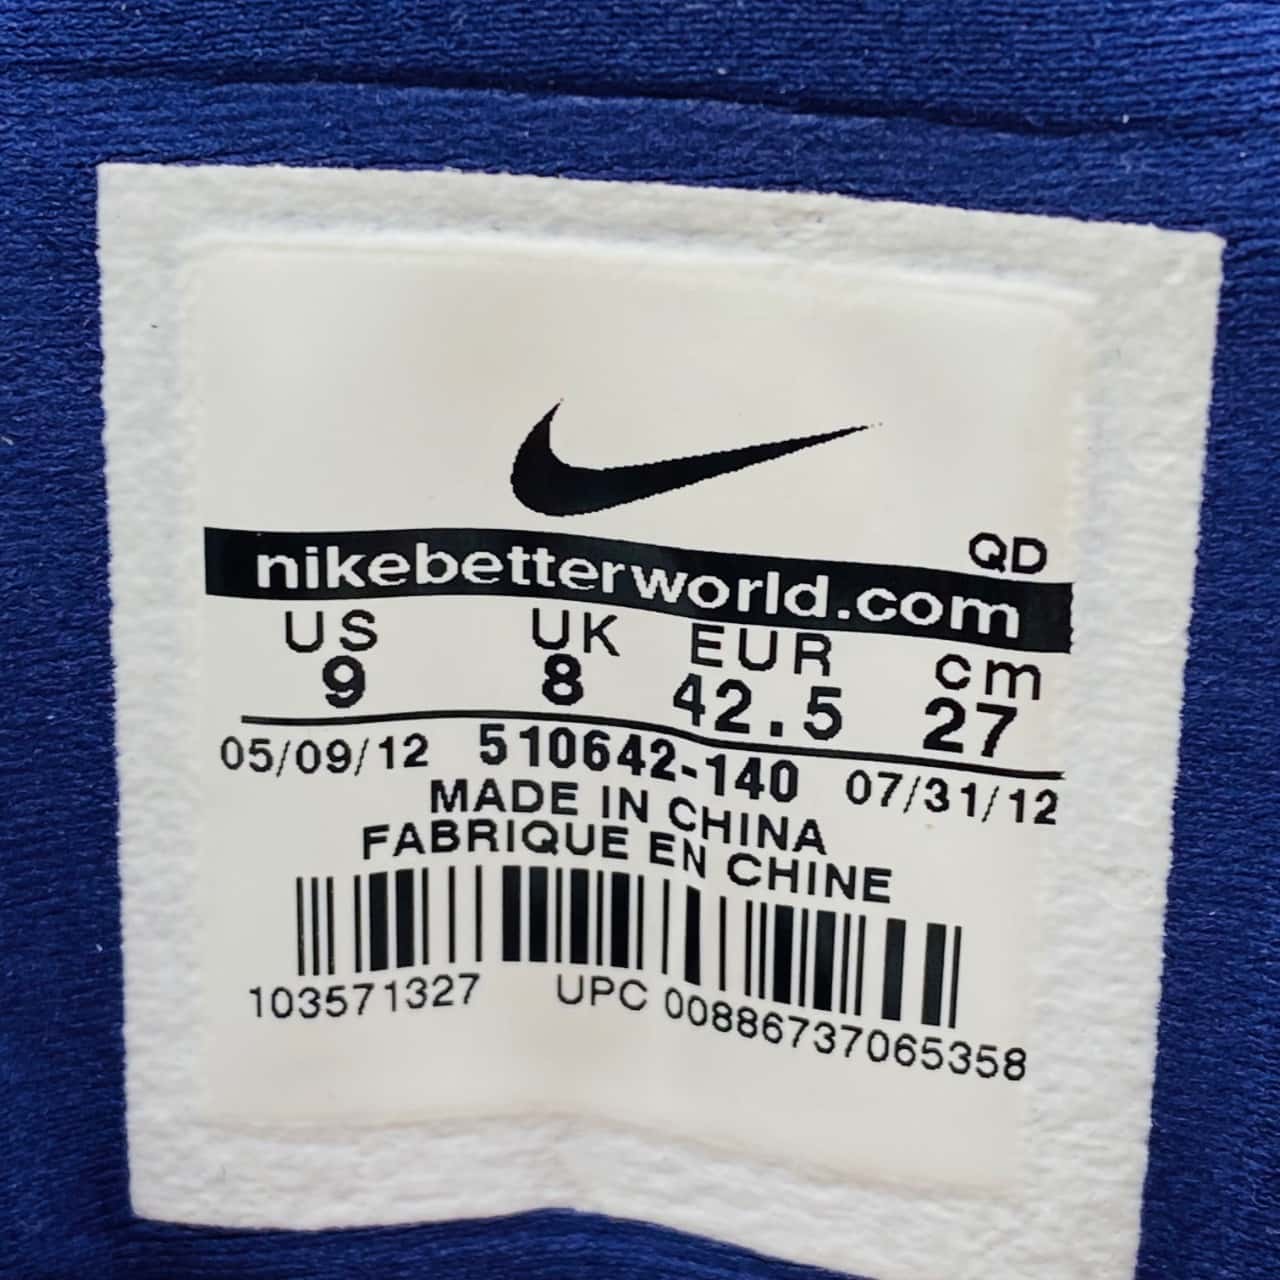 QD
nikebetterworld.com
US UK EUR cm
9 8 42.5 27
05/09/12 510642-140 07/31/12
MADE IN CHINA
FABRIQUE EN CHINE
103571327 UPC 00886737065358